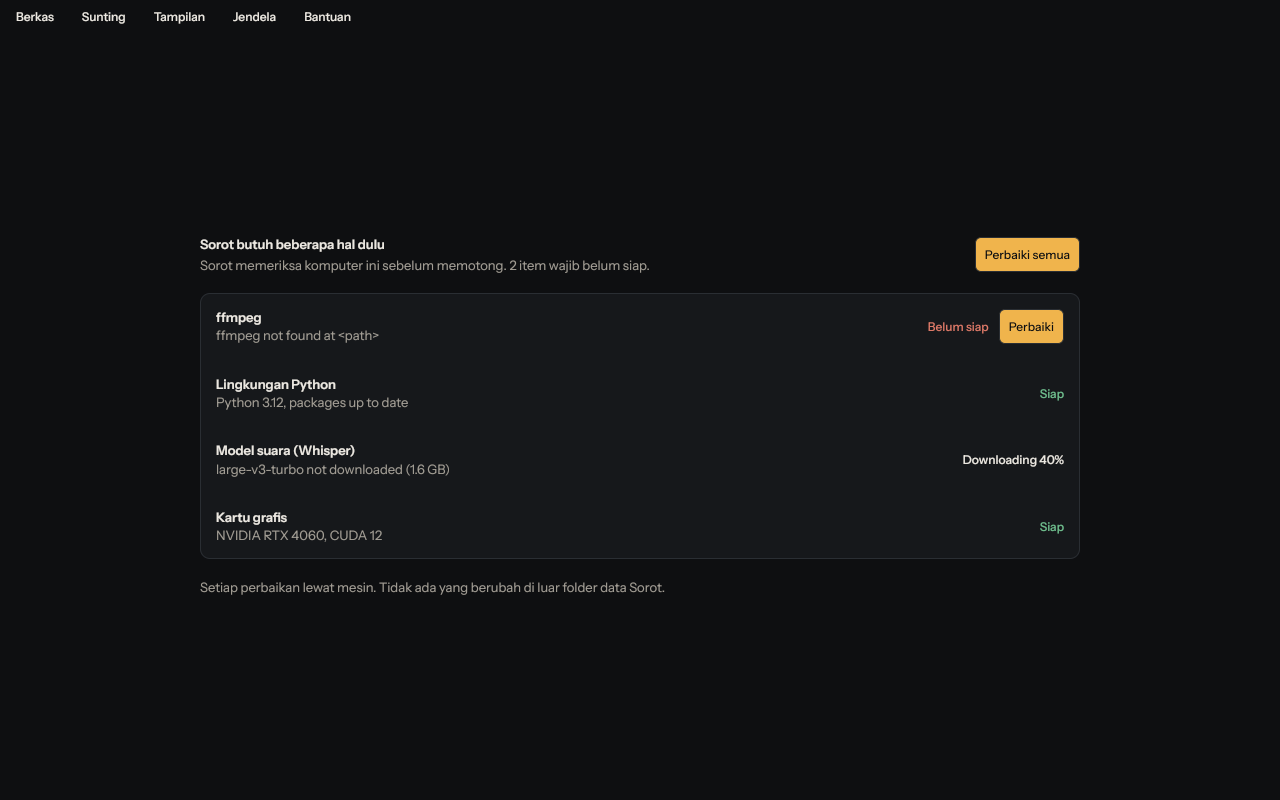 Berkas Sunting Tampilan Jendela Bantuan
Sorot butuh beberapa hal dulu
Sorot memeriksa komputer ini sebelum memotong. 2 item wajib belum siap.
Perbaiki semua
ffmpeg
ffmpeg not found at <path>
Belum siap
Perbaiki
Lingkungan Python
Python 3.12, packages up to date
Siap
Model suara (Whisper)
large-v3-turbo not downloaded (1.6 GB)
Downloading 40%
Kartu grafis
NVIDIA RTX 4060, CUDA 12
Siap
Setiap perbaikan lewat mesin. Tidak ada yang berubah di luar folder data Sorot.